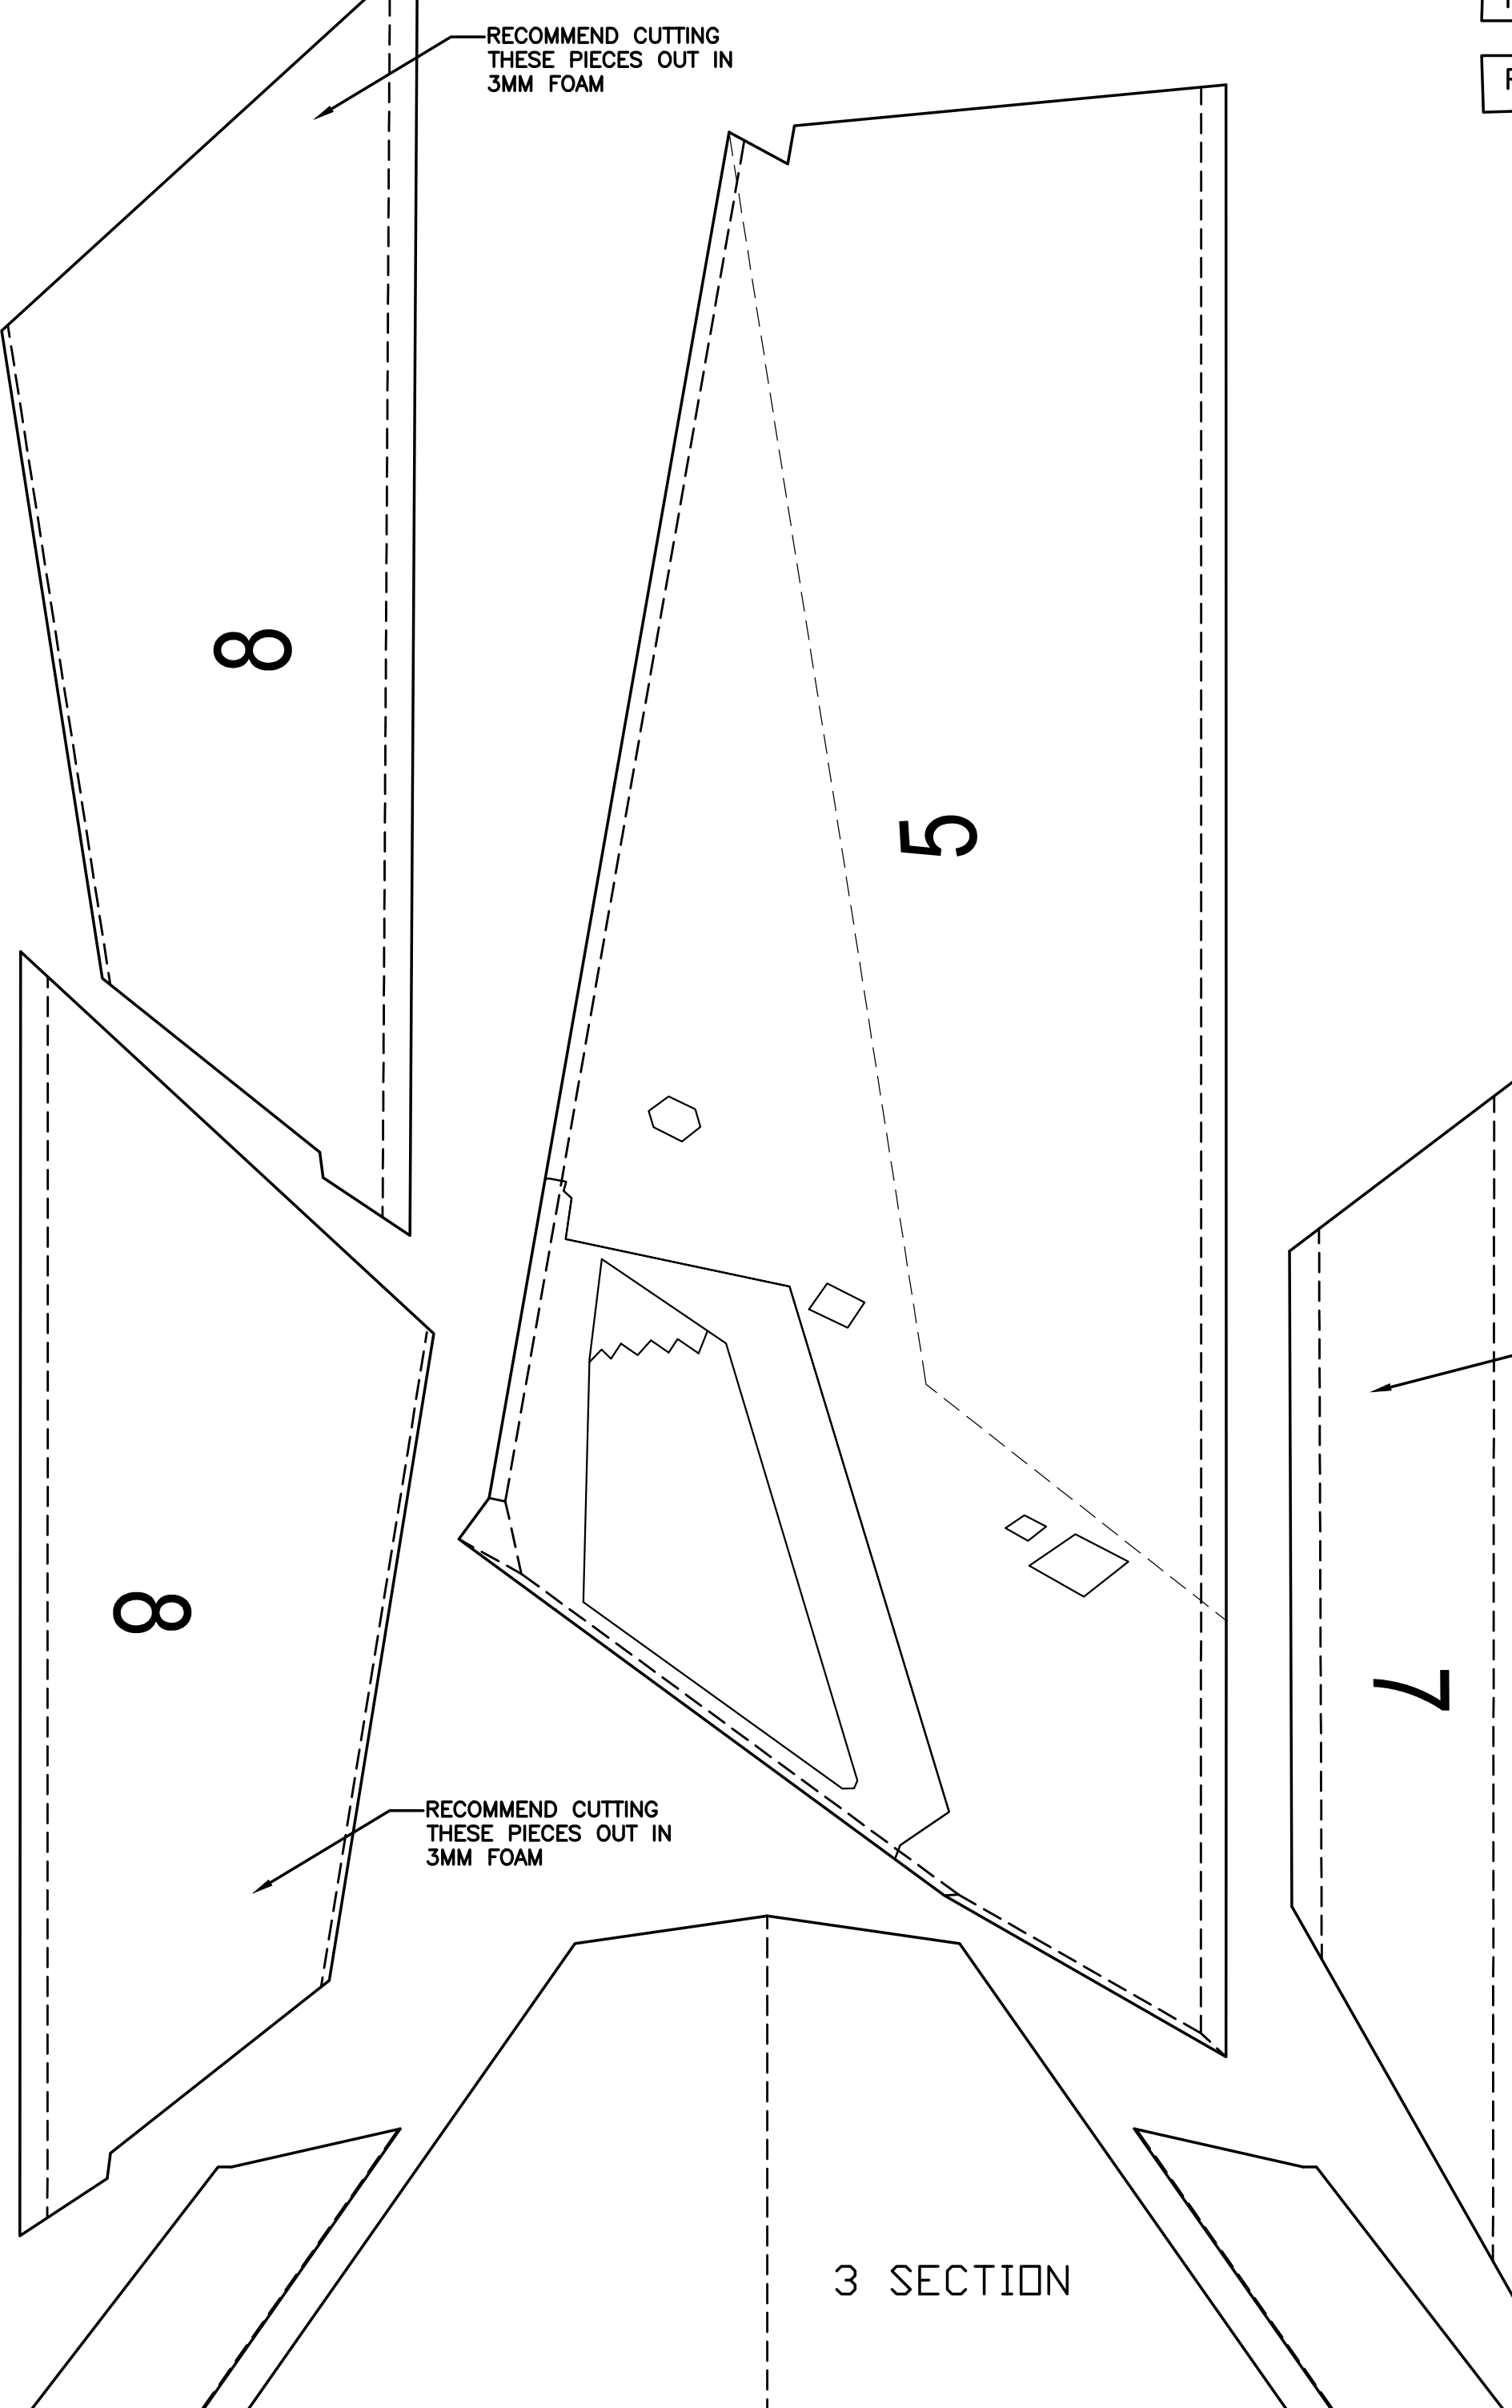 RECOMMEND CUTTING
THESE PIECES OUT IN
3MM FOAM
8
5
8
7
RECOMMEND CUTTING
THESE PIECES OUT IN
3MM FOAM
3 SECTION